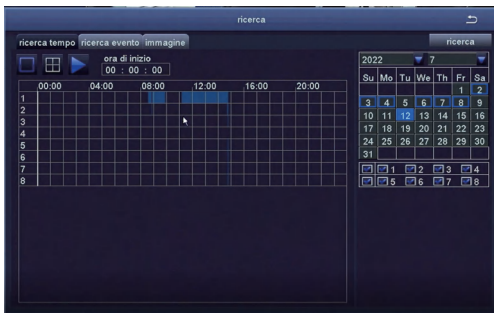 ricerca
ricerca tempo ricerca evento immagine
ricerca
ora di inizio
00 : 00 : 00
2022 7
Su Mo Tu We Th Fr Sa
1 2
3 4 5 6 7 8 9
10 11 12 13 14 15 16
17 18 19 20 21 22 23
24 25 26 27 28 29 30
31
1 2 3 4
5 6 7 8
00:00 04:00 08:00 12:00 16:00 20:00
1
2
3
4
5
6
7
8